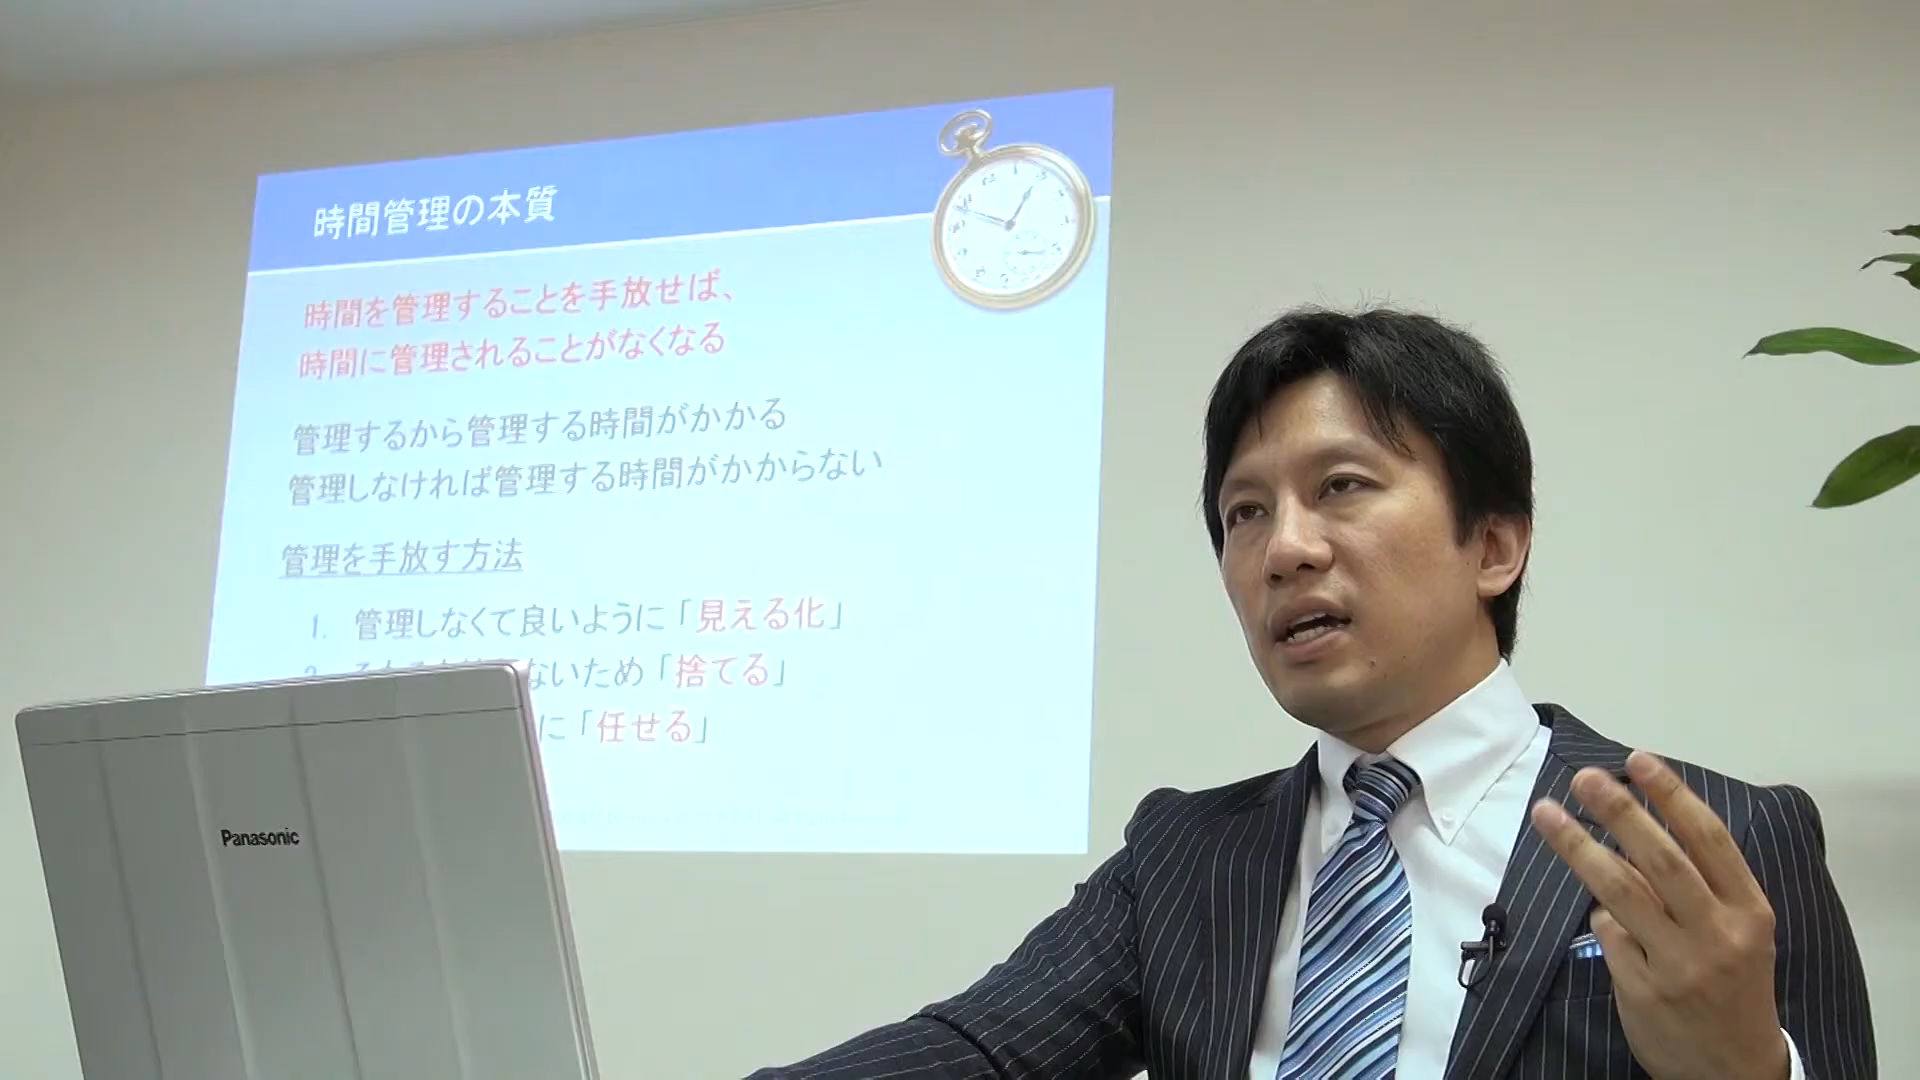 時間管理の本質
時間を管理することを手放せば、
時間に管理されることがなくなる
管理するから管理する時間がかかる
管理しなければ管理する時間がかからない
管理を手放す方法
1. 管理しなくて良いように「見える化」
ないため「捨てる」
に「任せる」
Panasonic